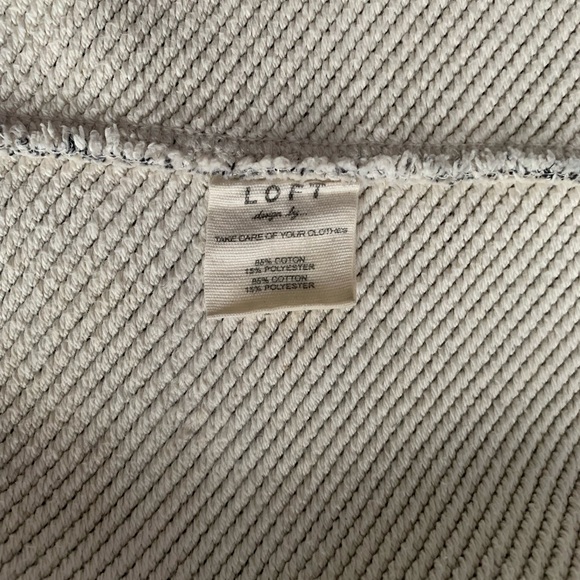 LOFT
design by...
TAKE CARE OF YOUR CLOTHES
85% COTON
15% POLYESTER
85% COTTON
15% POLYESTER